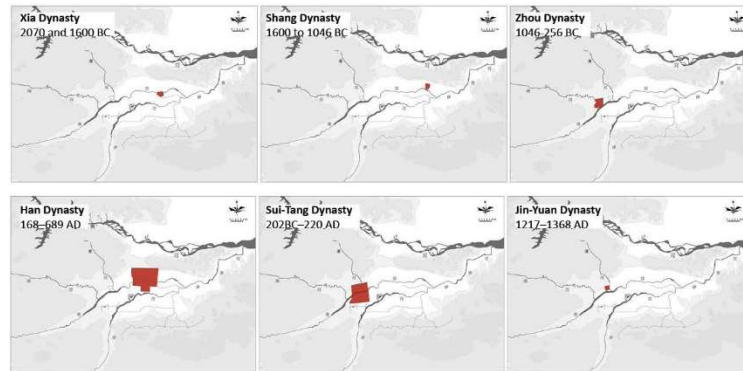 Xia Dynasty
2070 and 1600 BC
Shang Dynasty
1600 to 1046 BC
Zhou Dynasty
1046-256 BC
Han Dynasty
168–689 AD
Sui-Tang Dynasty
202BC–220 AD
Jin-Yuan Dynasty
1217–1368 AD